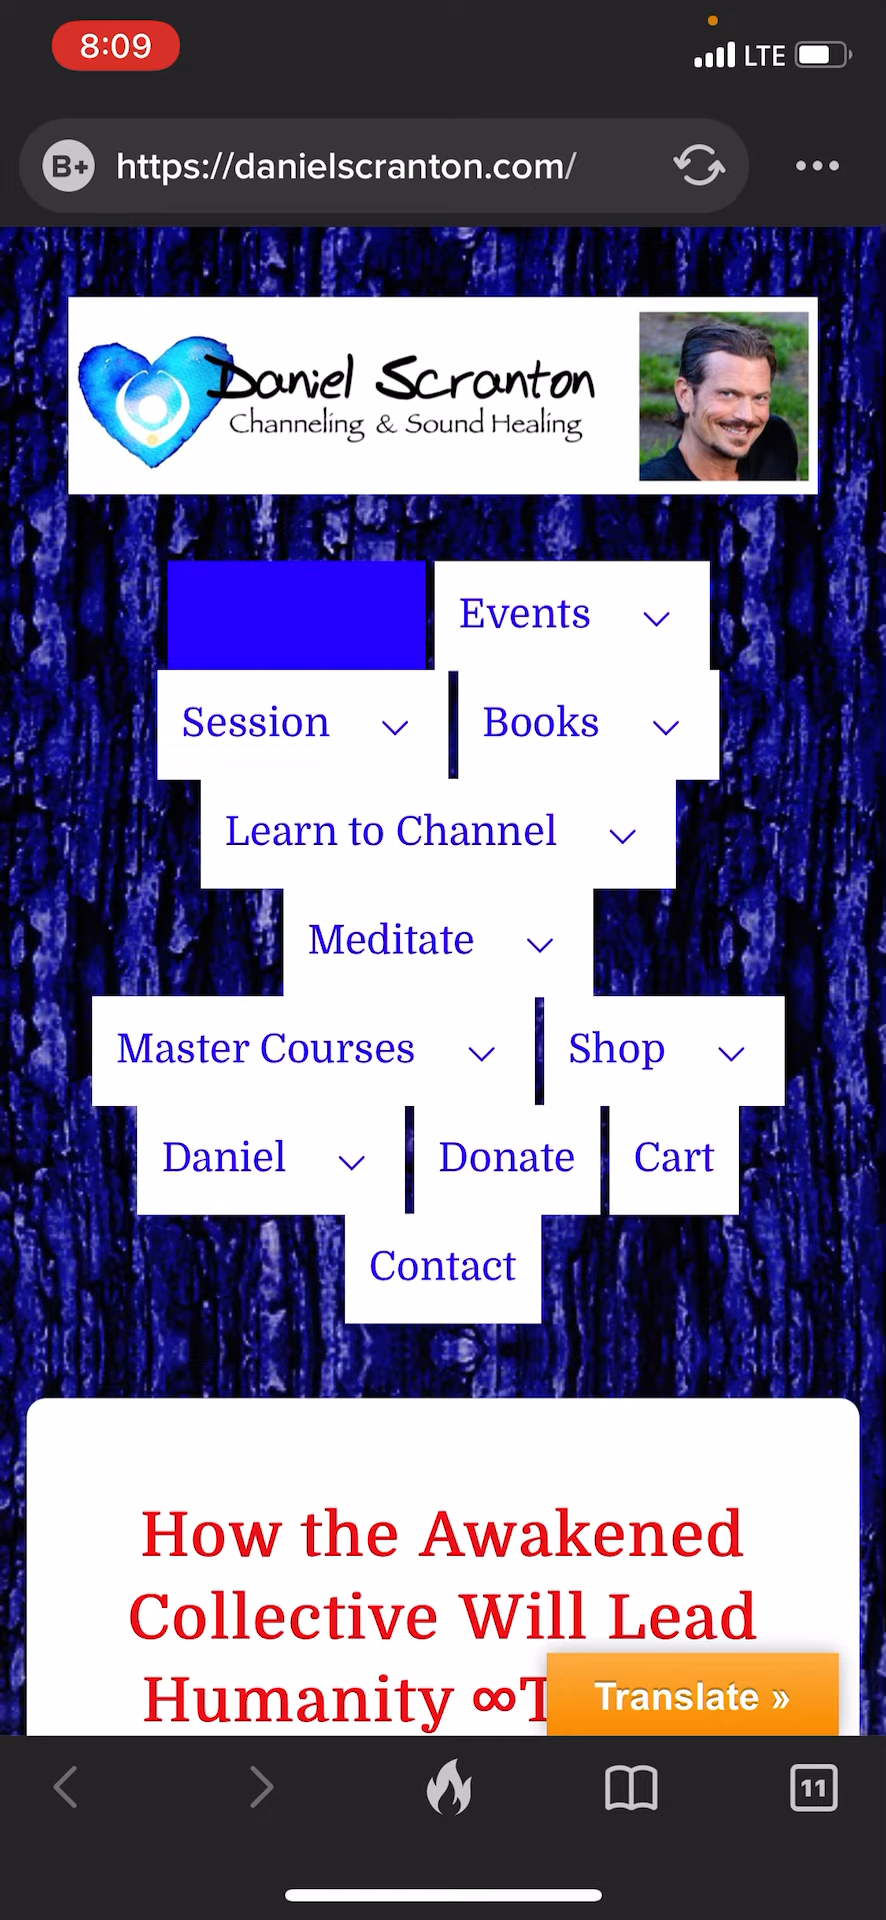 8:09
LTE
B+
https://danielscranton.com/
Daniel Scranton
Channeling & Sound Healing
Events
Session
Books
Learn to Channel
Meditate
Master Courses
Shop
Daniel
Donate
Cart
Contact
How the Awakened
Collective Will Lead
Humanity ∞T
Translate »
11